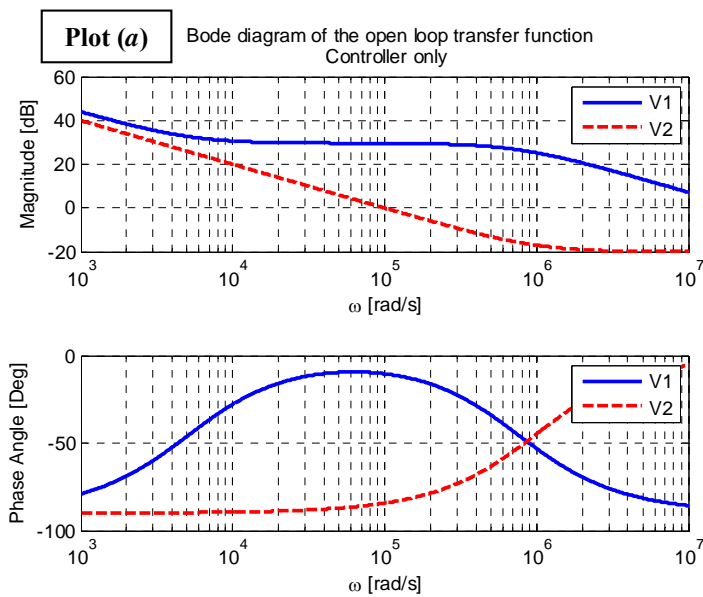 Plot (a)
Bode diagram of the open loop transfer function
Controller only
Magnitude [dB]
60
40
20
0
-20
V1
V2
10^3
10^4
10^5
10^6
10^7
ω [rad/s]
Phase Angle [Deg]
0
-50
-100
V1
V2
10^3
10^4
10^5
10^6
10^7
ω [rad/s]